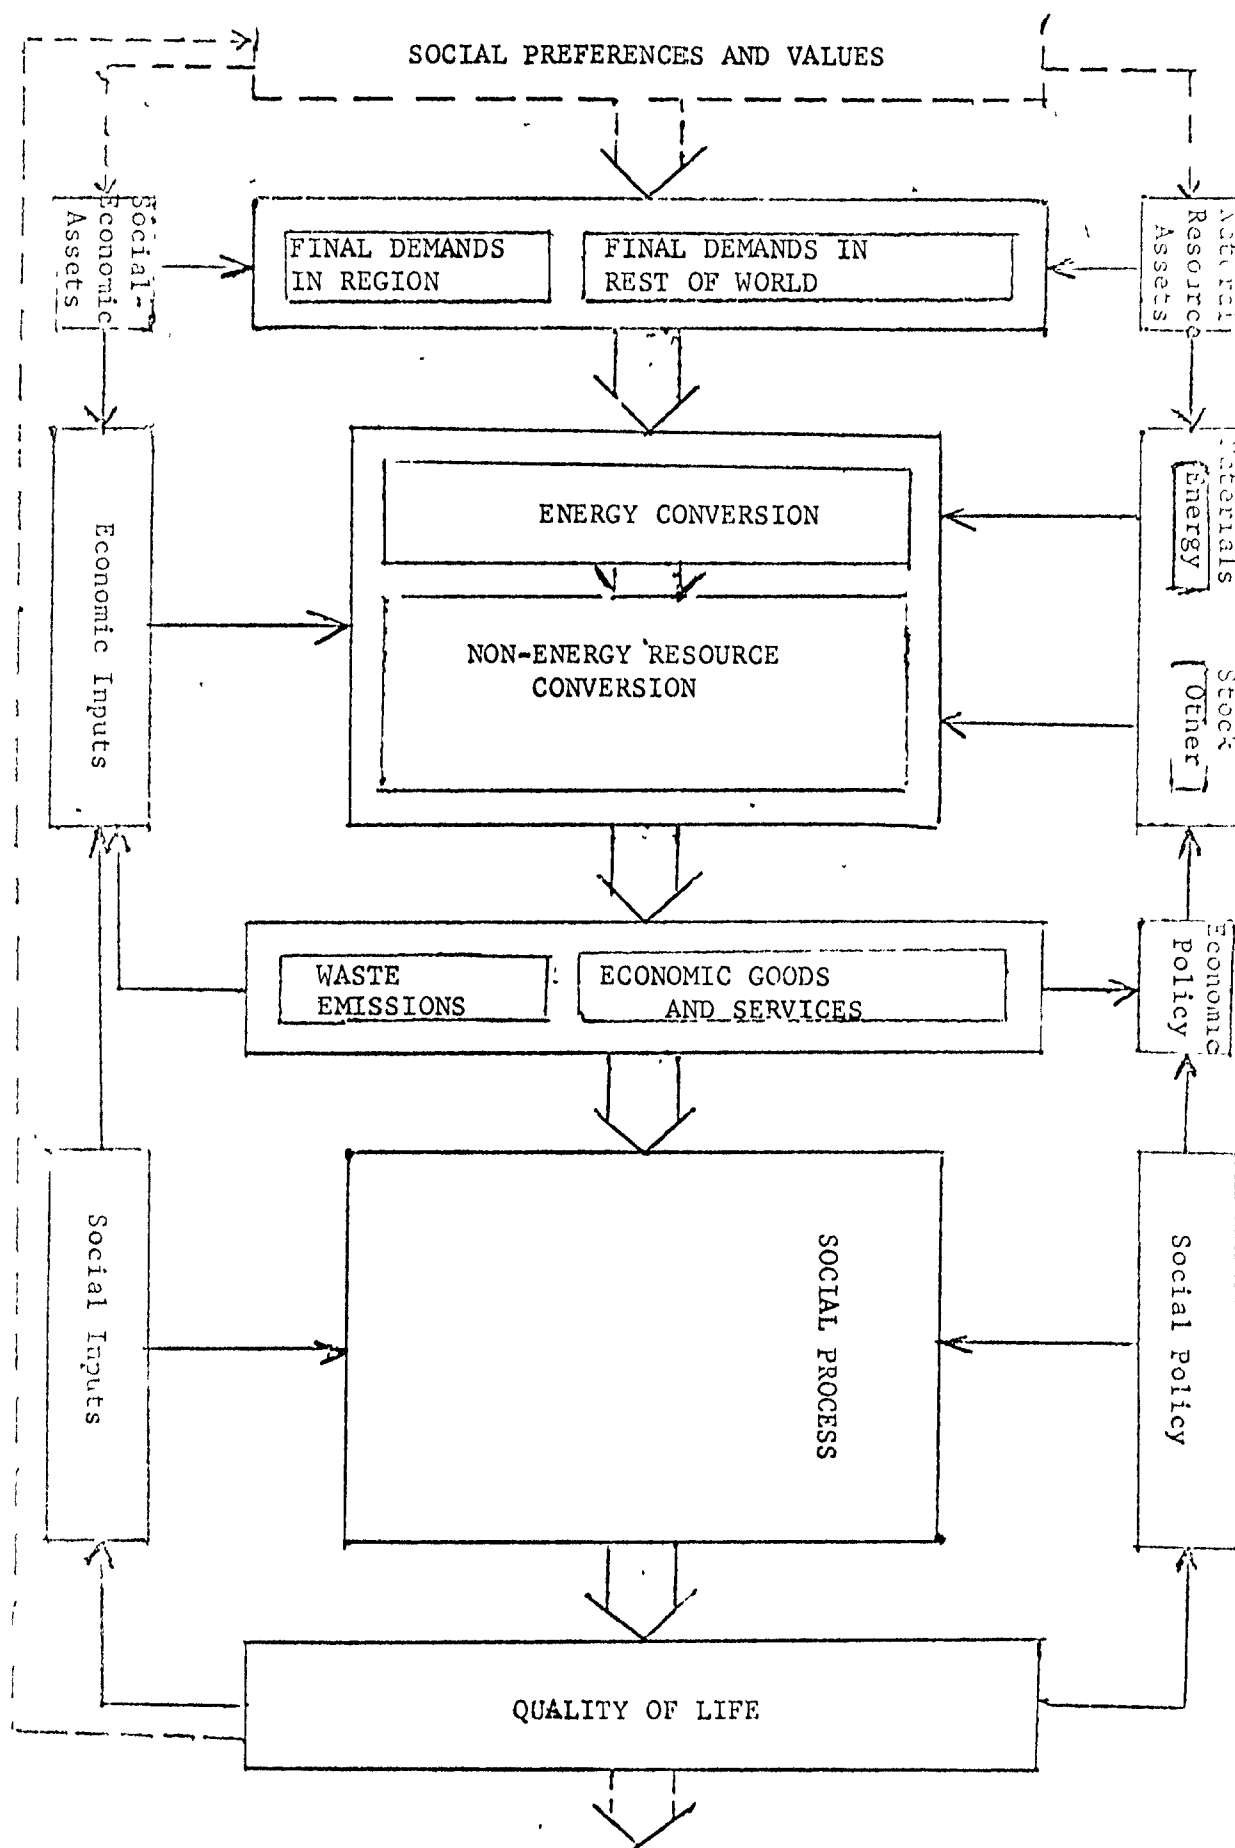 SOCIAL PREFERENCES AND VALUES
Social-
Economic
Assets
FINAL DEMANDS
IN REGION
FINAL DEMANDS IN
REST OF WORLD
Resource
Assets
Economic Inputs
ENERGY CONVERSION
NON-ENERGY RESOURCE
CONVERSION
Stock
Energy
Other
WASTE
EMISSIONS
ECONOMIC GOODS
AND SERVICES
Economic
Policy
Social Inputs
SOCIAL PROCESS
Social Policy
QUALITY OF LIFE